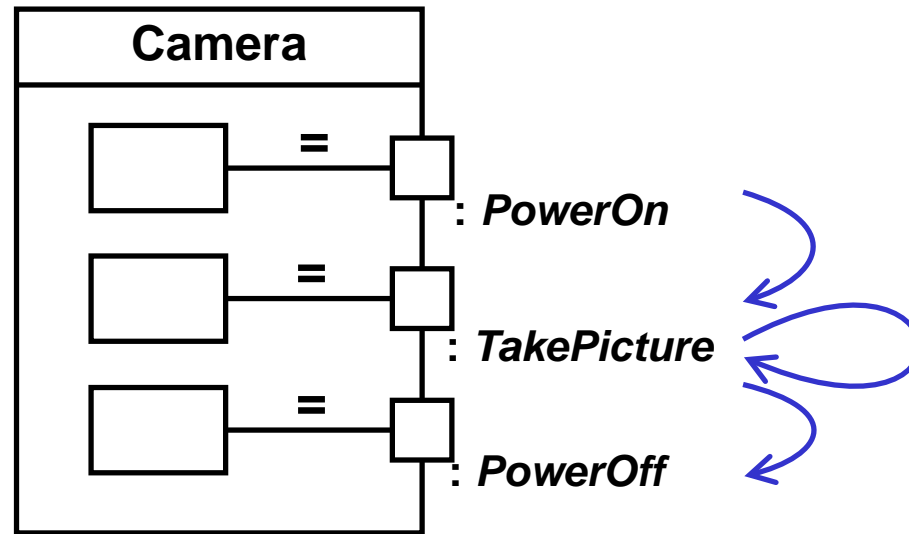 Camera
=
: PowerOn
=
: TakePicture
=
: PowerOff